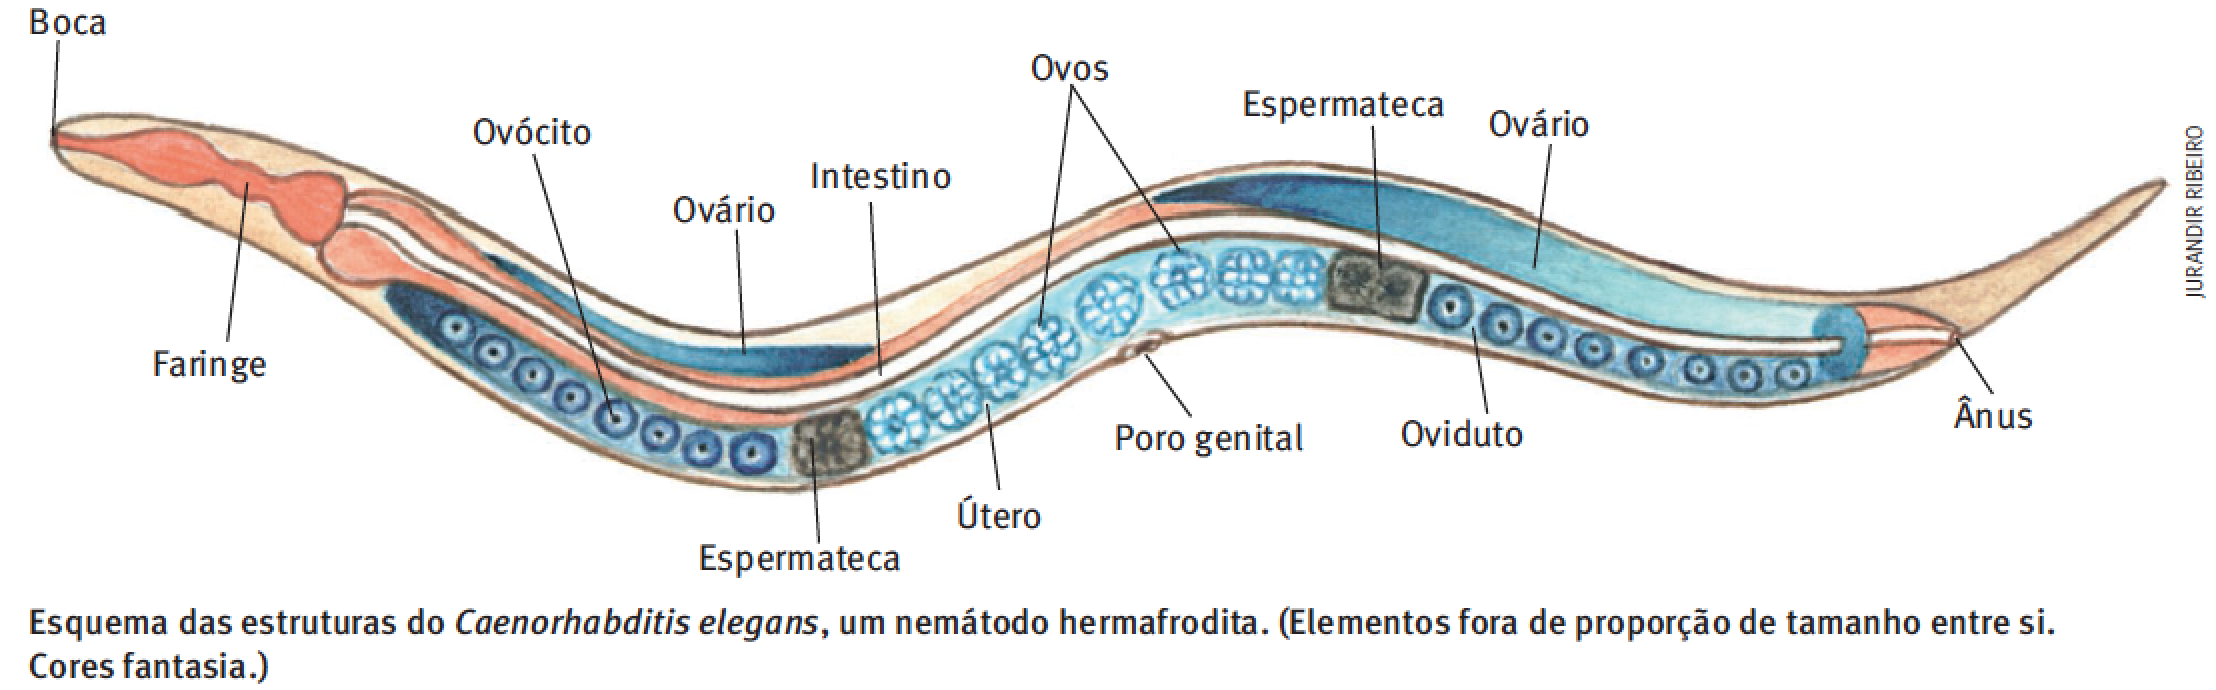 Boca
Ovos
Espermateca
Ovário
Ovócito
Intestino
Ovário
Faringe
Poro genital
Oviduto
Ânus
Útero
Espermateca
JURANDIR RIBEIRO
Esquema das estruturas do Caenorhabditis elegans, um nemátodo hermafrodita. (Elementos fora de proporção de tamanho entre si.
Cores fantasia.)